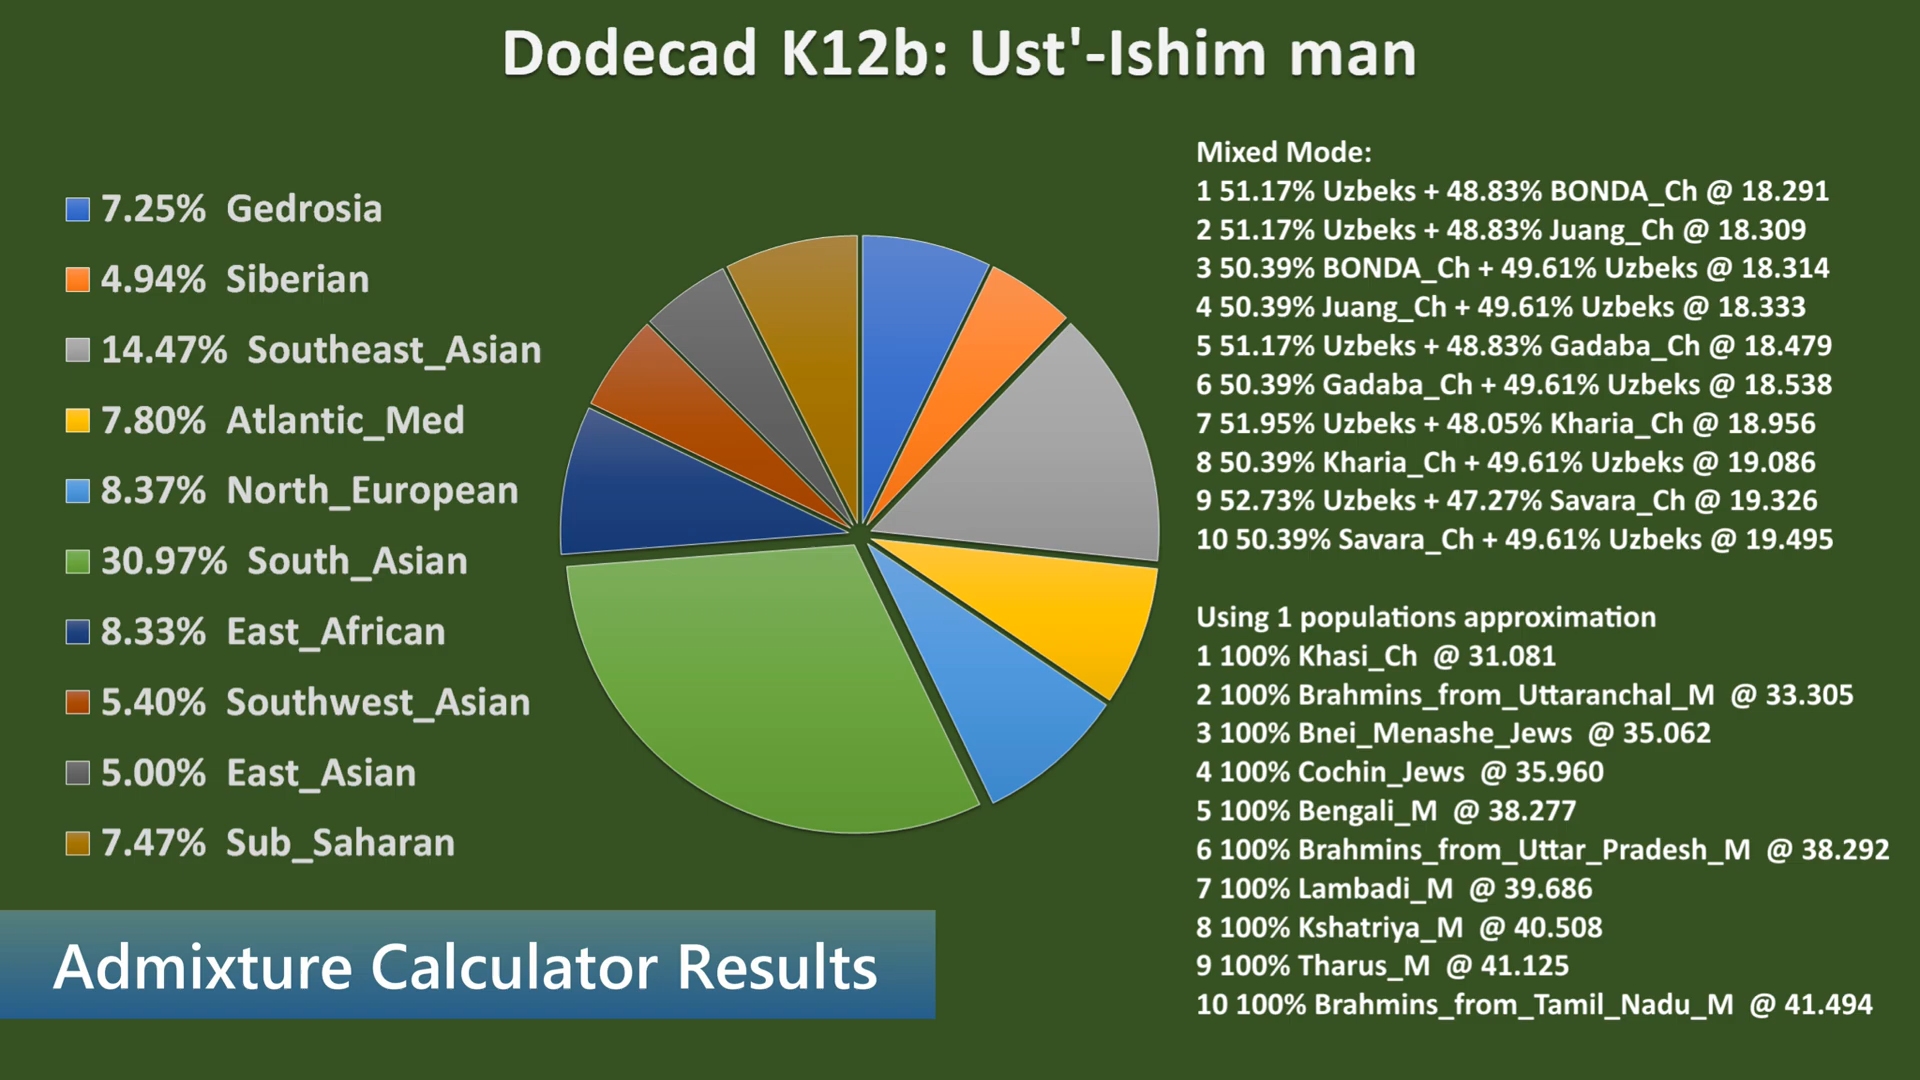 Dodecad K12b: Ust'-Ishim man
7.25% Gedrosia
4.94% Siberian
14.47% Southeast_Asian
7.80% Atlantic_Med
8.37% North_European
30.97% South_Asian
8.33% East_African
5.40% Southwest_Asian
5.00% East_Asian
7.47% Sub_Saharan
Admixture Calculator Results
Mixed Mode:
1 51.17% Uzbeks + 48.83% BONDA_Ch @ 18.291
2 51.17% Uzbeks + 48.83% Juang_Ch @ 18.309
3 50.39% BONDA_Ch + 49.61% Uzbeks @ 18.314
4 50.39% Juang_Ch + 49.61% Uzbeks @ 18.333
5 51.17% Uzbeks + 48.83% Gadaba_Ch @ 18.479
6 50.39% Gadaba_Ch + 49.61% Uzbeks @ 18.538
7 51.95% Uzbeks + 48.05% Kharia_Ch @ 18.956
8 50.39% Kharia_Ch + 49.61% Uzbeks @ 19.086
9 52.73% Uzbeks + 47.27% Savara_Ch @ 19.326
10 50.39% Savara_Ch + 49.61% Uzbeks @ 19.495
Using 1 populations approximation
1 100% Khasi_Ch @ 31.081
2 100% Brahmins_from_Uttaranchal_M @ 33.305
3 100% Bnei_Menashe_Jews @ 35.062
4 100% Cochin_Jews @ 35.960
5 100% Bengali_M @ 38.277
6 100% Brahmins_from_Uttar_Pradesh_M @ 38.292
7 100% Lambadi_M @ 39.686
8 100% Kshatriya_M @ 40.508
9 100% Tharus_M @ 41.125
10 100% Brahmins_from_Tamil_Nadu_M @ 41.494